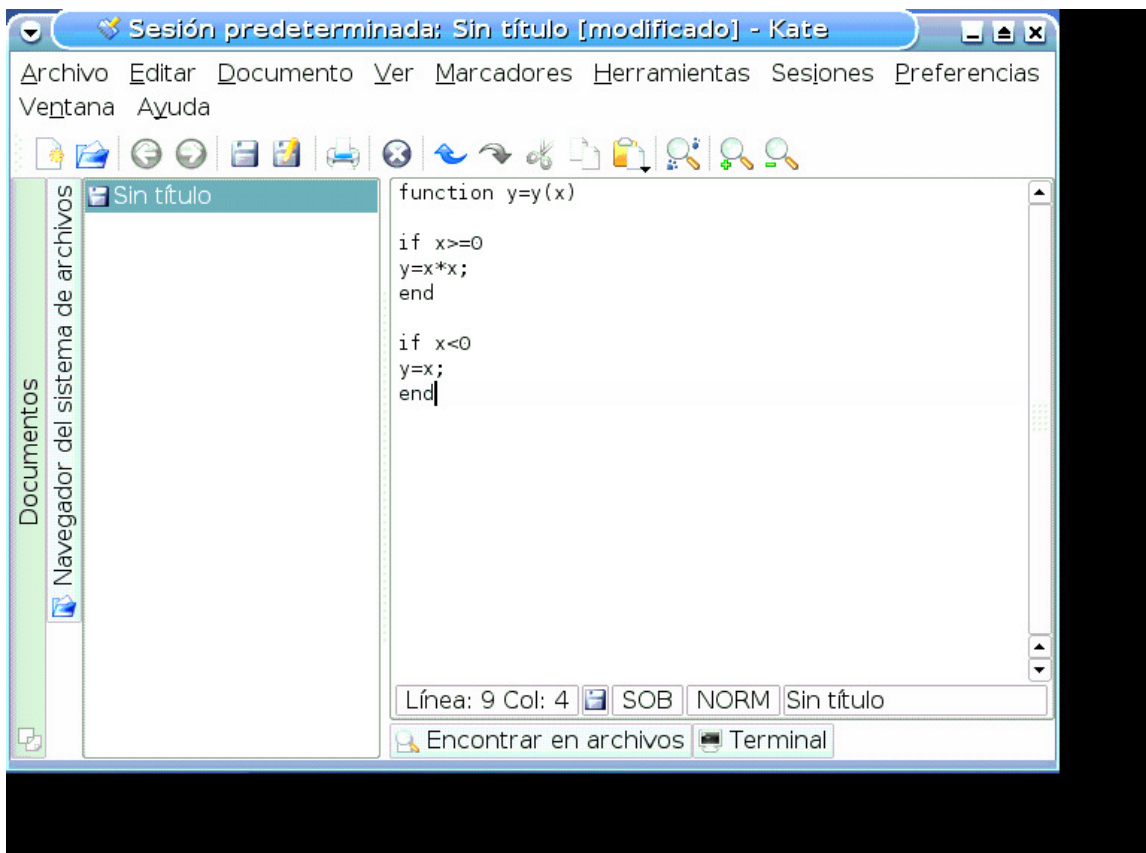 Sesión predeterminada: Sin título [modificado] - Kate
Archivo Editar Documento Ver Marcadores Herramientas Sesiones Preferencias
Ventana Ayuda
Documentos
Navegador del sistema de archivos
Sin título
function y=y(x)
if x>=0
y=x*x;
end
if x<0
y=x;
end
Línea: 9 Col: 4 SOB NORM Sin título
Encontrar en archivos Terminal